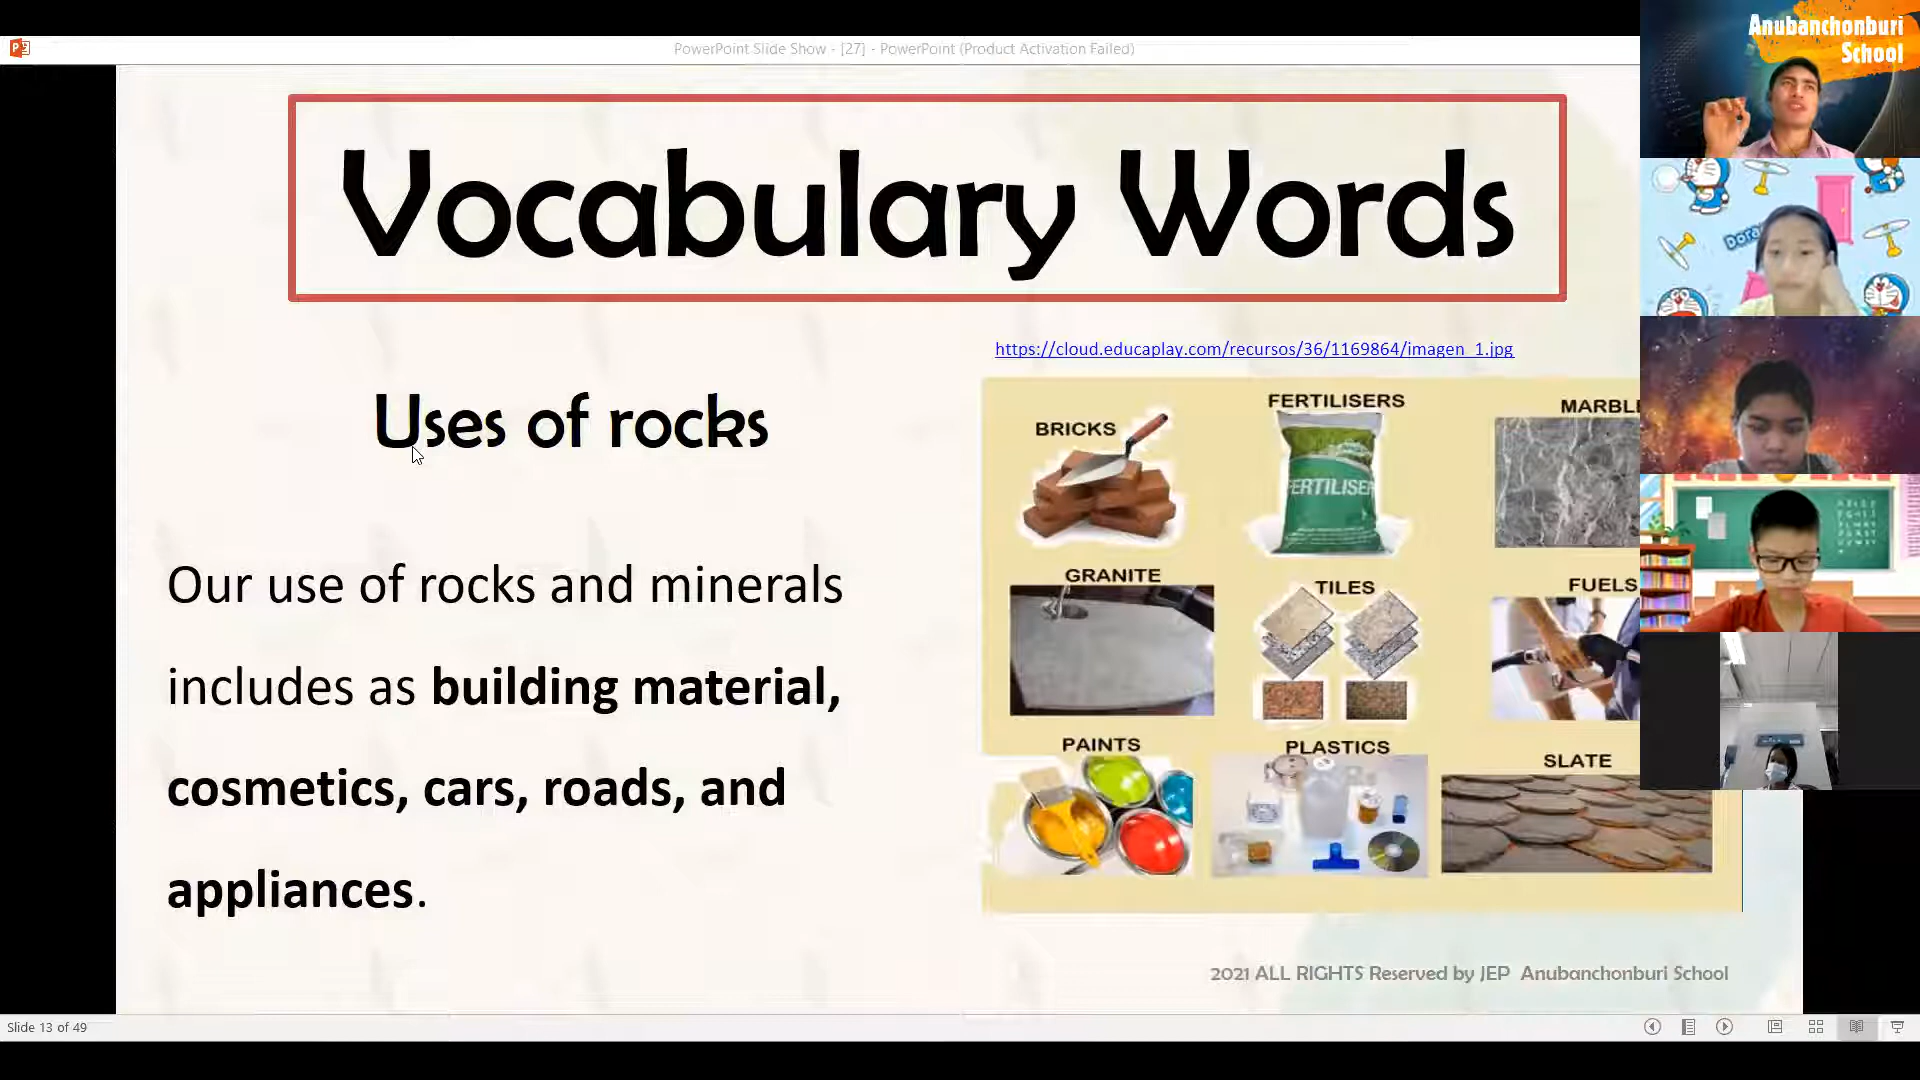 PowerPoint Slide Show - [27] - PowerPoint (Product Activation Failed)
Anubanchonburi
School
Vocabulary Words
https://cloud.educaplay.com/recursos/36/1169864/imagen_1.jpg
Uses of rocks
Our use of rocks and minerals
includes as building material,
cosmetics, cars, roads, and
appliances.
BRICKS
FERTILISERS
MARBL
FERTILISE
GRANITE
TILES
FUELS
PAINTS
PLASTICS
SLATE
2021 ALL RIGHTS Reserved by JEP Anubanchonburi School
Slide 13 of 49